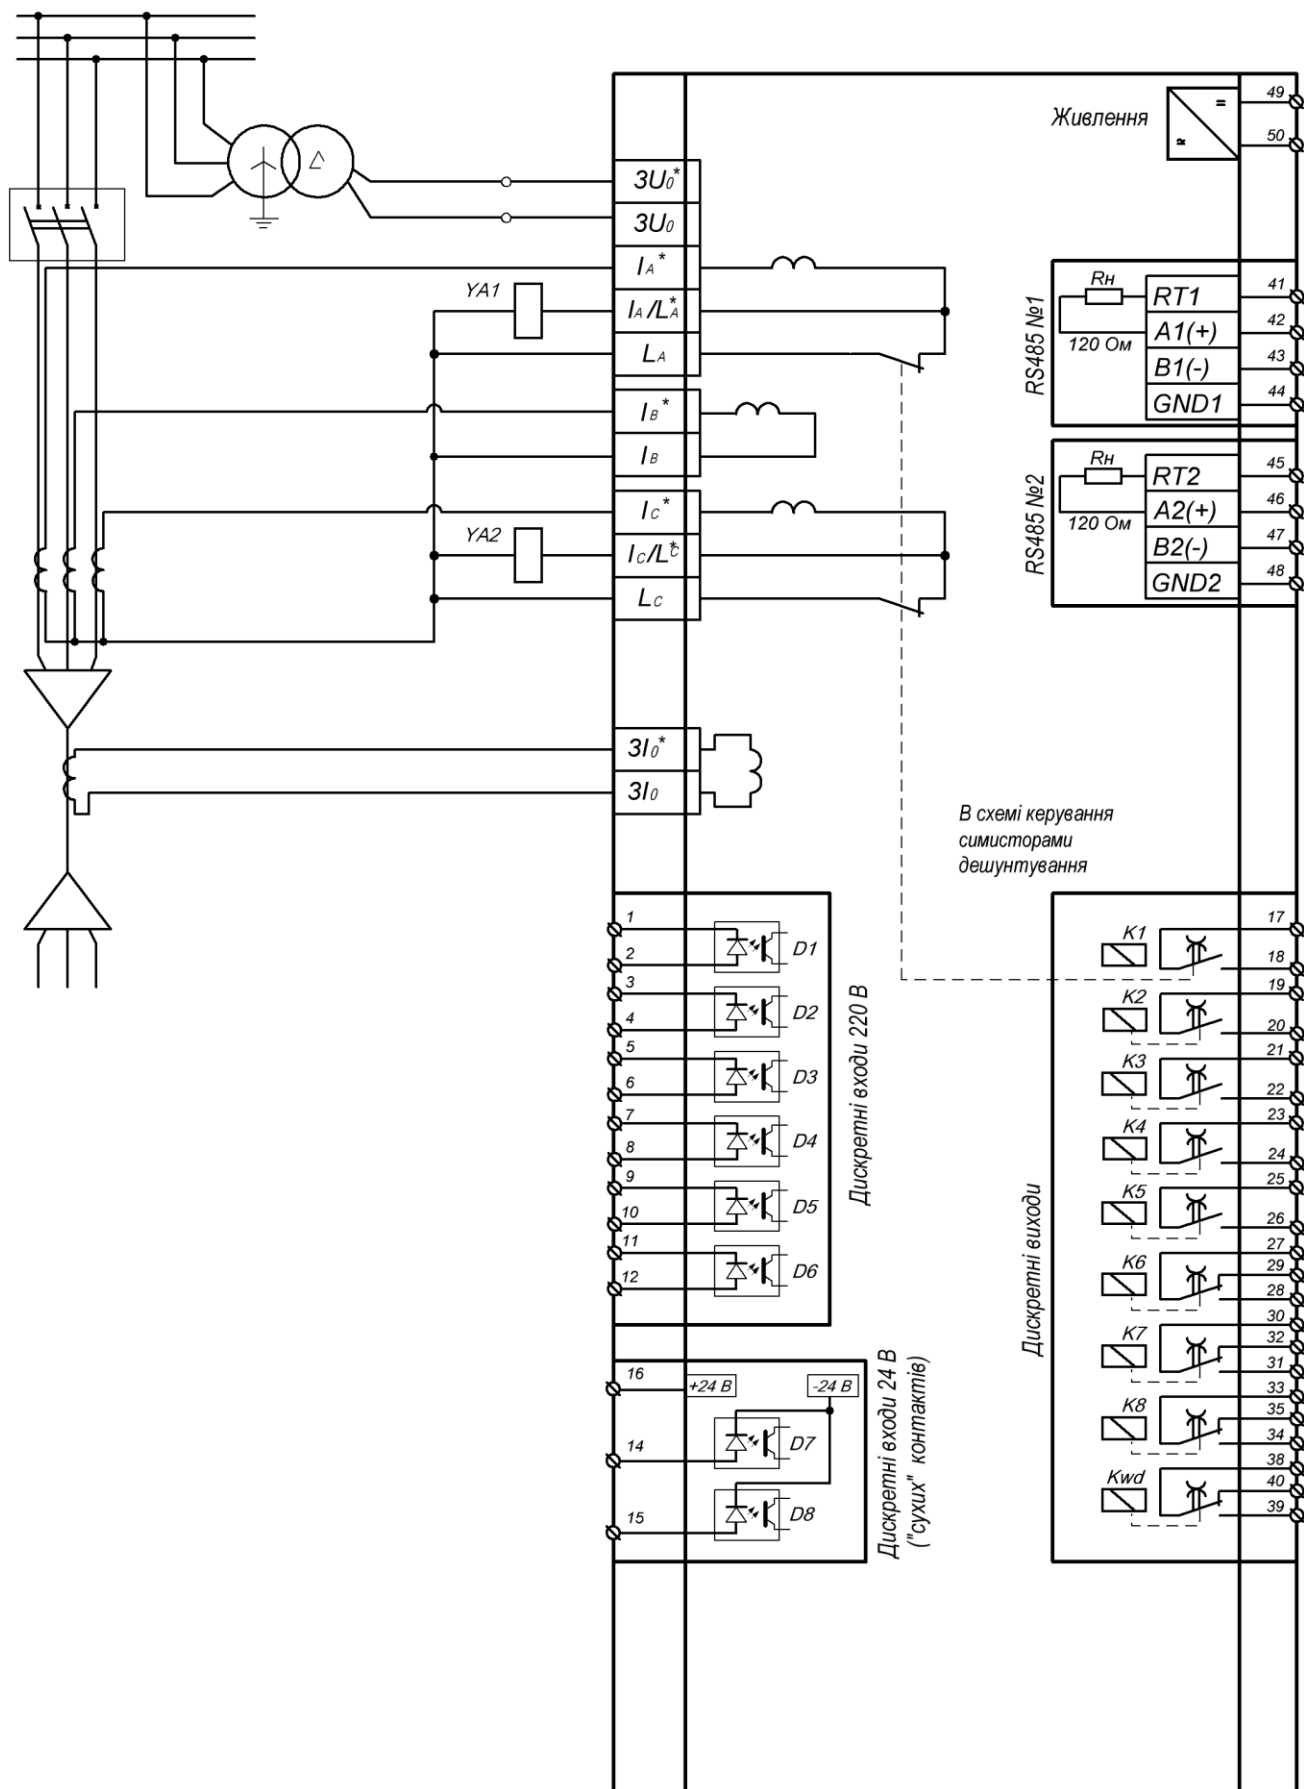 Живлення
49
50
3U0*
3U0
IA*
YA1
IA/LA*
LA
IB*
IB
IC*
YA2
IC/LC*
LC
RS485 №1
Rн
120 Ом
RT1
41
A1(+)
42
B1(-)
43
GND1
44
RS485 №2
Rн
120 Ом
RT2
45
A2(+)
46
B2(-)
47
GND2
48
3I0*
3I0
В схемі керування
симисторами
дешунтування
1
2
D1
3
4
D2
5
6
D3
7
8
D4
9
10
D5
11
12
D6
Дискретні входи 220 В
16
+24 В
-24 В
14
D7
15
D8
Дискретні входи 24 В
("сухих" контактів)
Дискретні виходи
K1
17
18
K2
19
20
K3
21
22
K4
23
24
K5
25
26
K6
27
29
28
K7
30
32
31
K8
33
35
34
Kwd
38
40
39